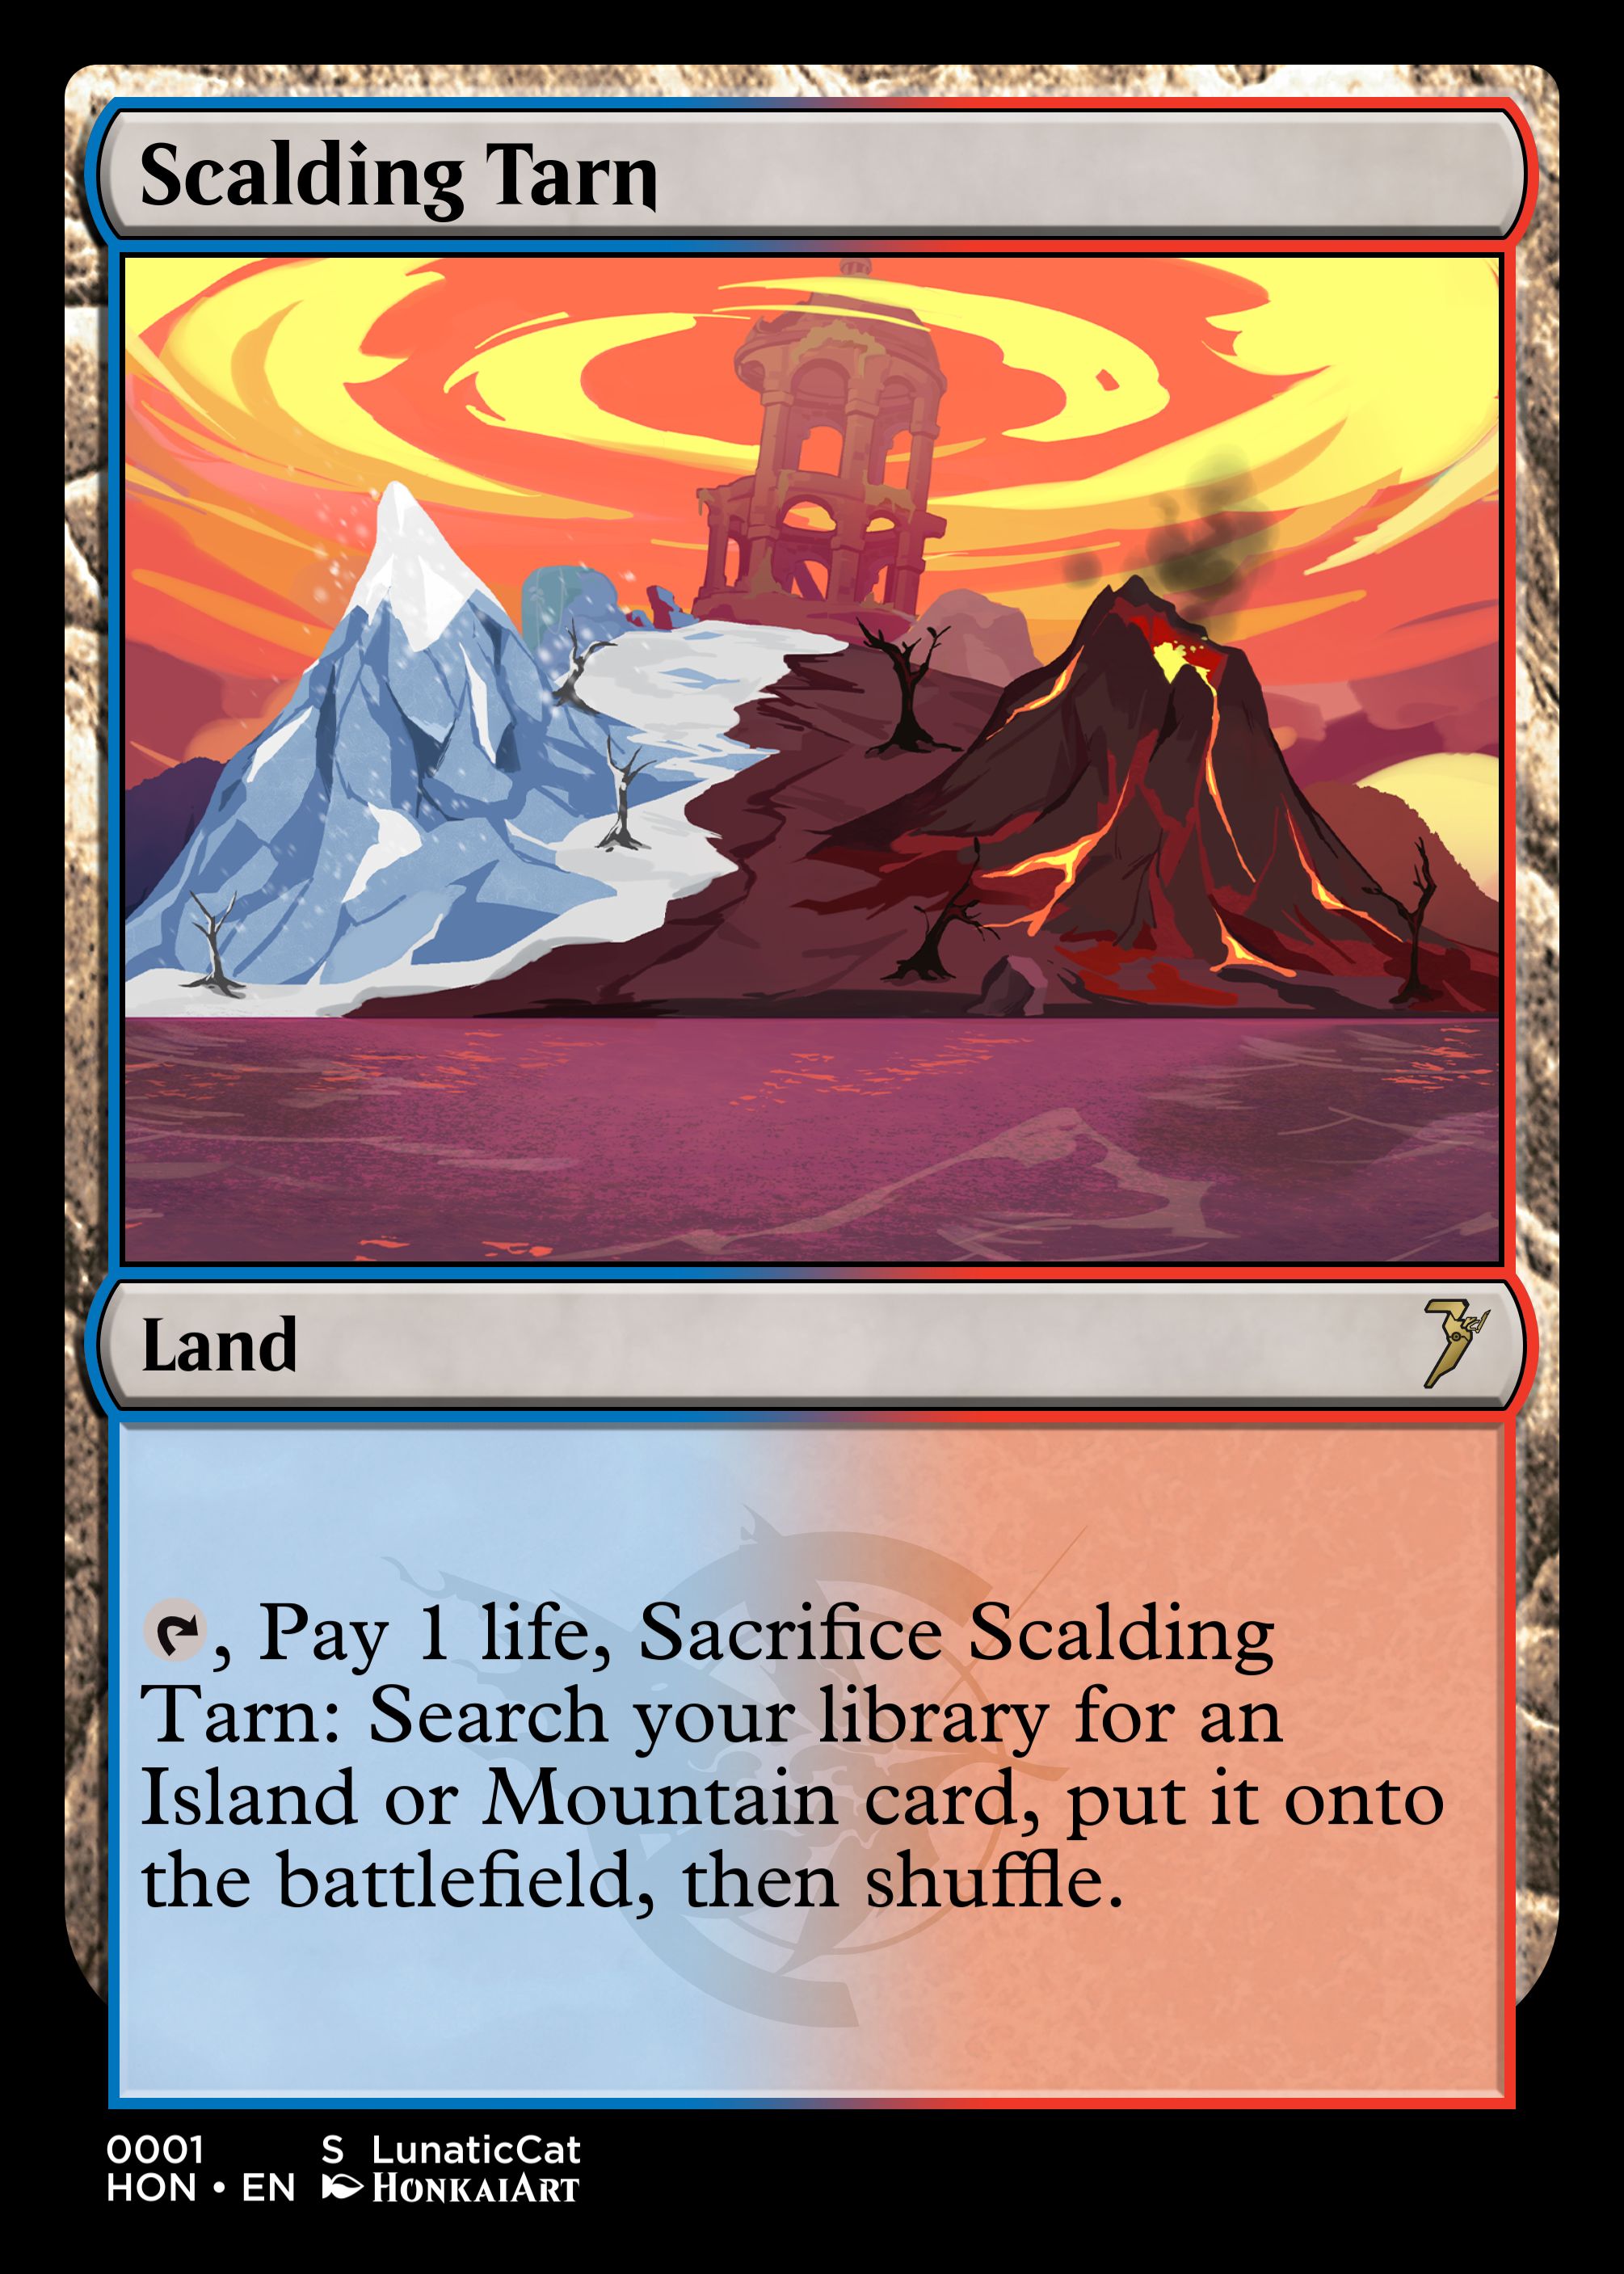 Scalding Tarn
Land
, Pay 1 life, Sacrifice Scalding
Tarn: Search your library for an
Island or Mountain card, put it onto
the battlefield, then shuffle.
0001 S LunaticCat
HON • EN HonkaiArt